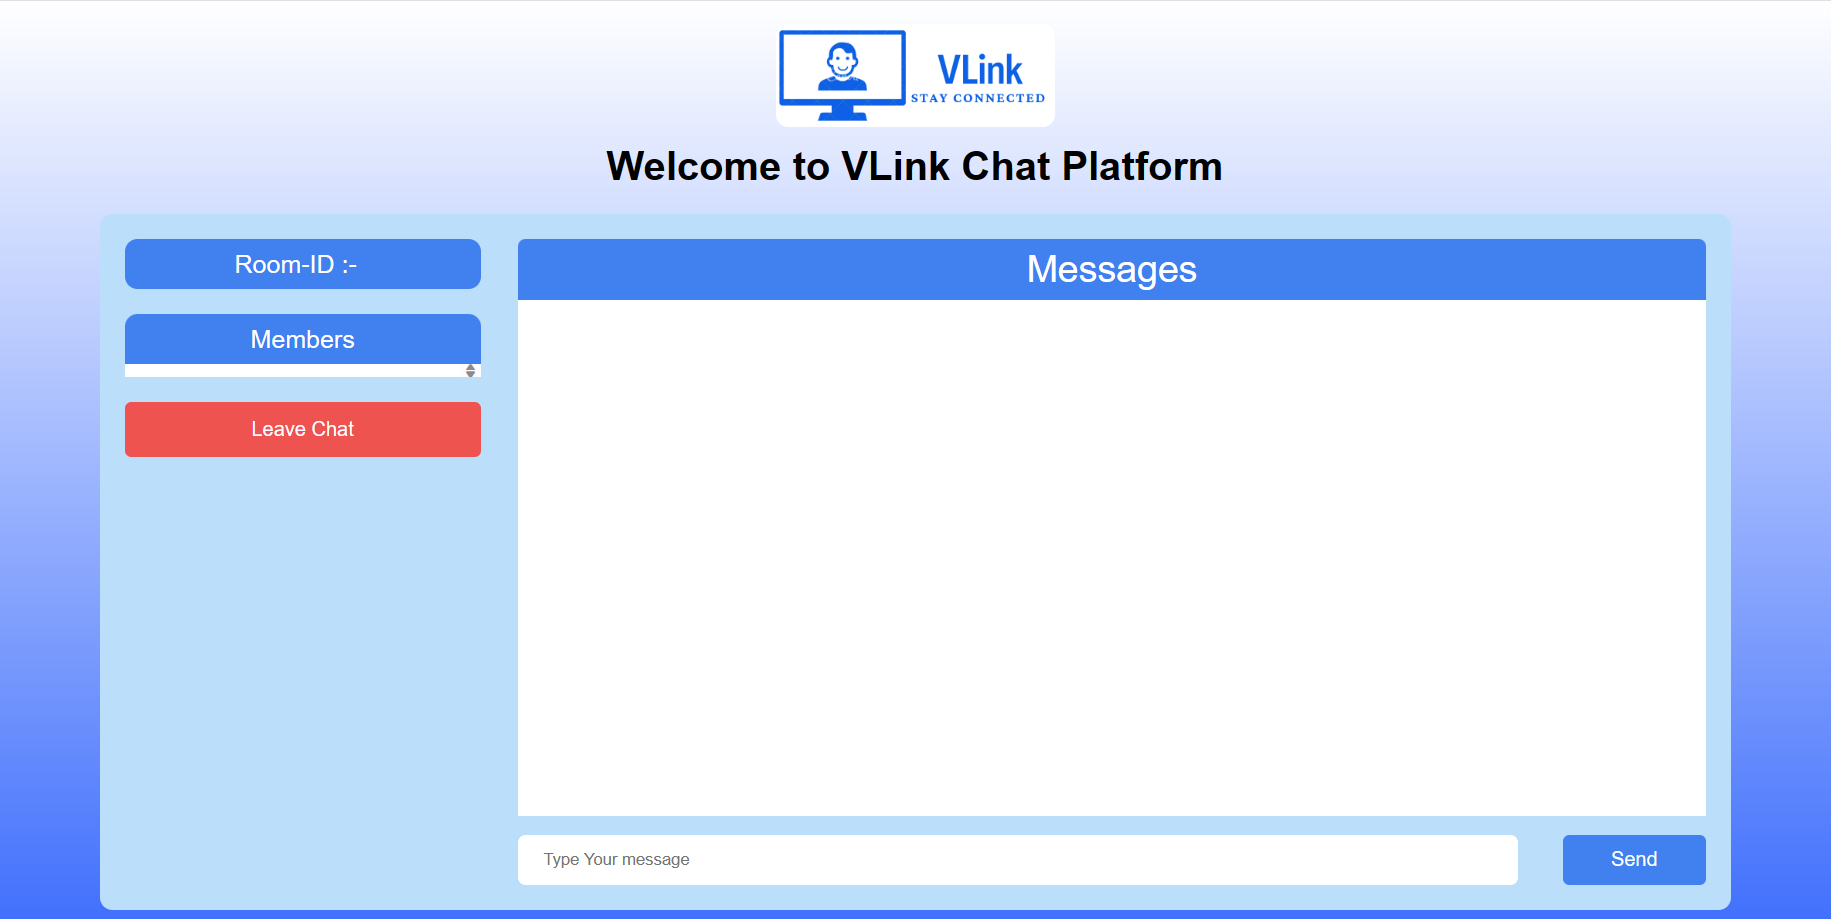 VLink
STAY CONNECTED
Welcome to VLink Chat Platform
Room-ID :-
Members
Leave Chat
Messages
Type Your message
Send